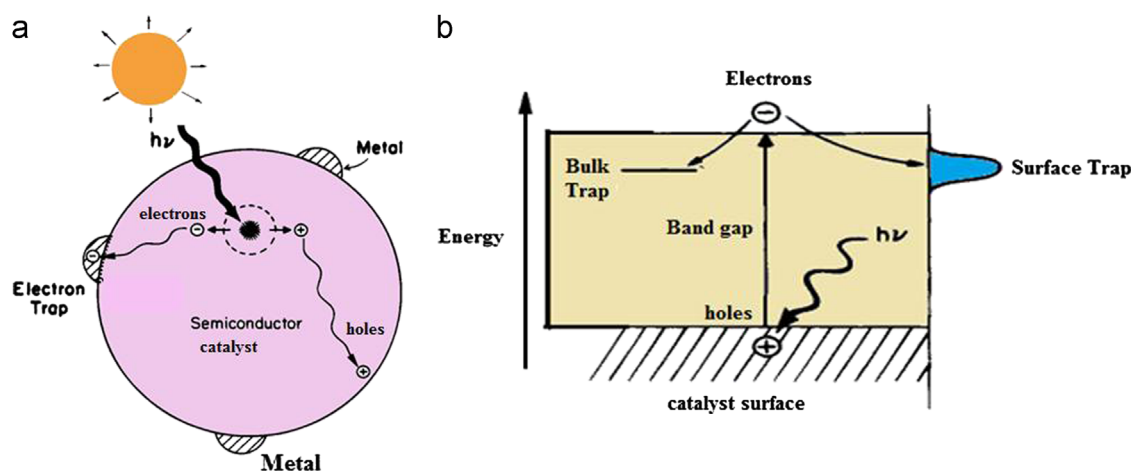 a
hν
Metal
electrons
Electron
Trap
Semiconductor
catalyst
holes
Metal
b
Electrons
Bulk
Trap
Surface Trap
Energy
Band gap
hν
holes
catalyst surface